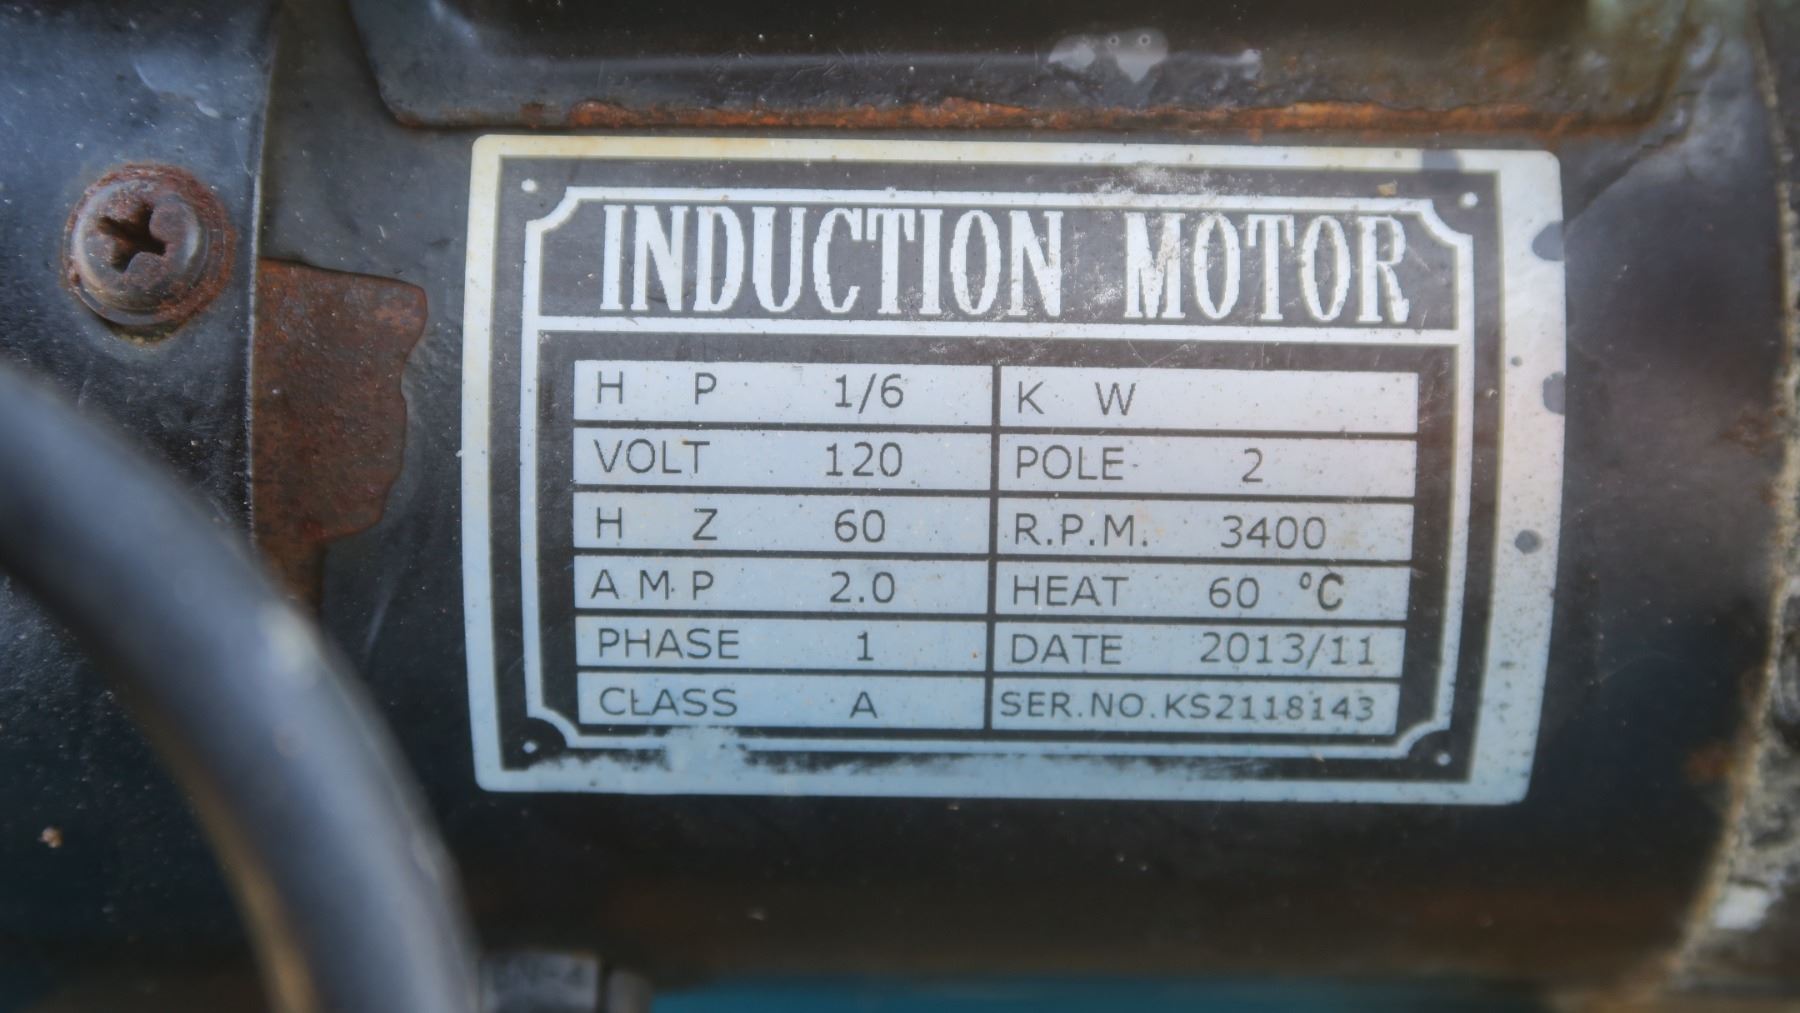 INDUCTION MOTOR
H P 1/6 K W
VOLT 120 POLE 2
H Z 60 R.P.M. 3400
AMP 2.0 HEAT 60 °C
PHASE 1 DATE 2013/11
CLASS A SER.NO.KS2118143